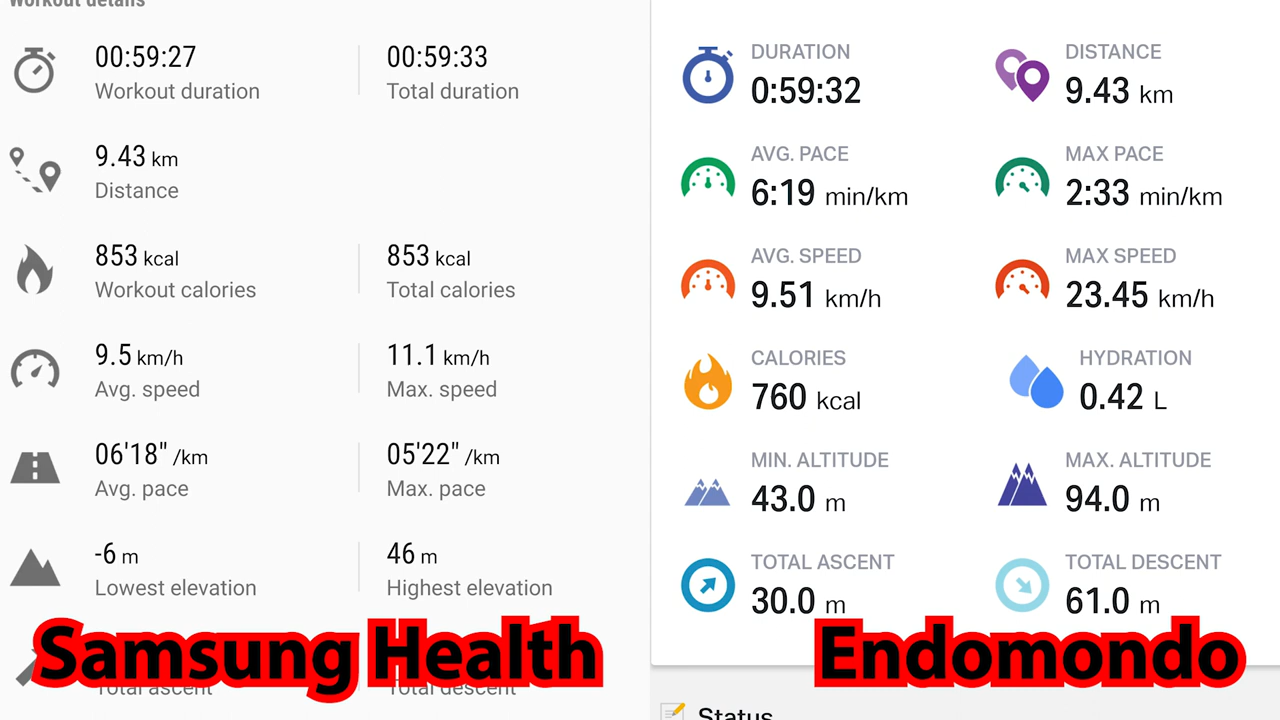 Workout details
00:59:27
Workout duration
00:59:33
Total duration
9.43 km
Distance
853 kcal
Workout calories
853 kcal
Total calories
9.5 km/h
Avg. speed
11.1 km/h
Max. speed
06'18" /km
Avg. pace
05'22" /km
Max. pace
-6 m
Lowest elevation
46 m
Highest elevation
Total ascent
Total descent
Samsung Health
DURATION
0:59:32
DISTANCE
9.43 km
AVG. PACE
6:19 min/km
MAX PACE
2:33 min/km
AVG. SPEED
9.51 km/h
MAX SPEED
23.45 km/h
CALORIES
760 kcal
HYDRATION
0.42 L
MIN. ALTITUDE
43.0 m
MAX. ALTITUDE
94.0 m
TOTAL ASCENT
30.0 m
TOTAL DESCENT
61.0 m
Endomondo
Status